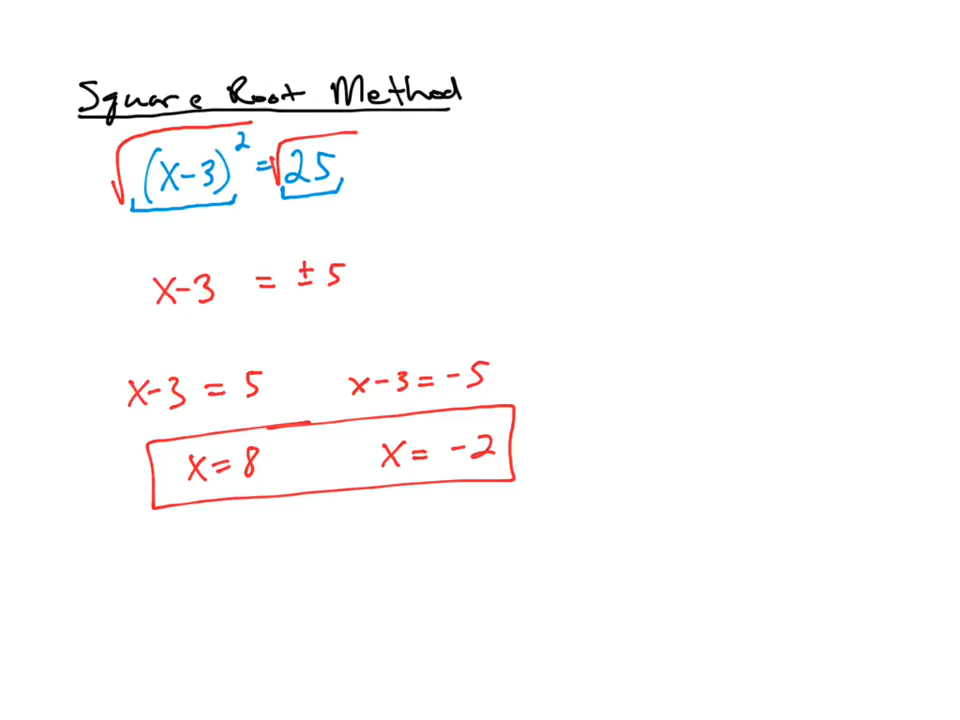 Square Root Method
√(x-3)² = √25
x-3 = ±5
x-3 = 5 x-3 = -5
x = 8 x = -2